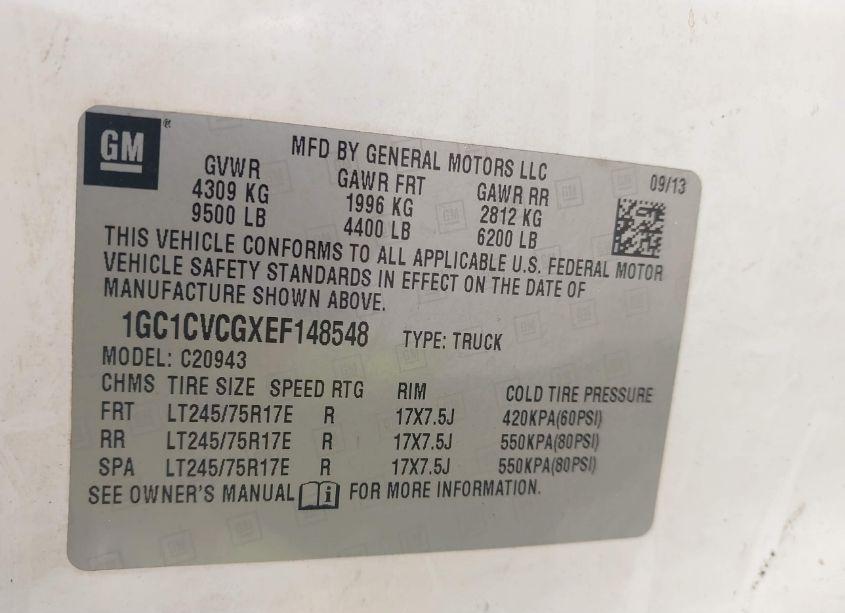 GM®
MFD BY GENERAL MOTORS LLC
09/13
GVWR GAWR FRT GAWR RR
4309 KG 1996 KG 2812 KG
9500 LB 4400 LB 6200 LB
THIS VEHICLE CONFORMS TO ALL APPLICABLE U.S. FEDERAL MOTOR
VEHICLE SAFETY STANDARDS IN EFFECT ON THE DATE OF
MANUFACTURE SHOWN ABOVE.
1GC1CVCGXEF148548 TYPE: TRUCK
MODEL: C20943
CHMS TIRE SIZE SPEED RTG RIM COLD TIRE PRESSURE
FRT LT245/75R17E R 17X7.5J 420KPA(60PSI)
RR LT245/75R17E R 17X7.5J 550KPA(80PSI)
SPA LT245/75R17E R 17X7.5J 550KPA(80PSI)
SEE OWNER'S MANUAL i FOR MORE INFORMATION.